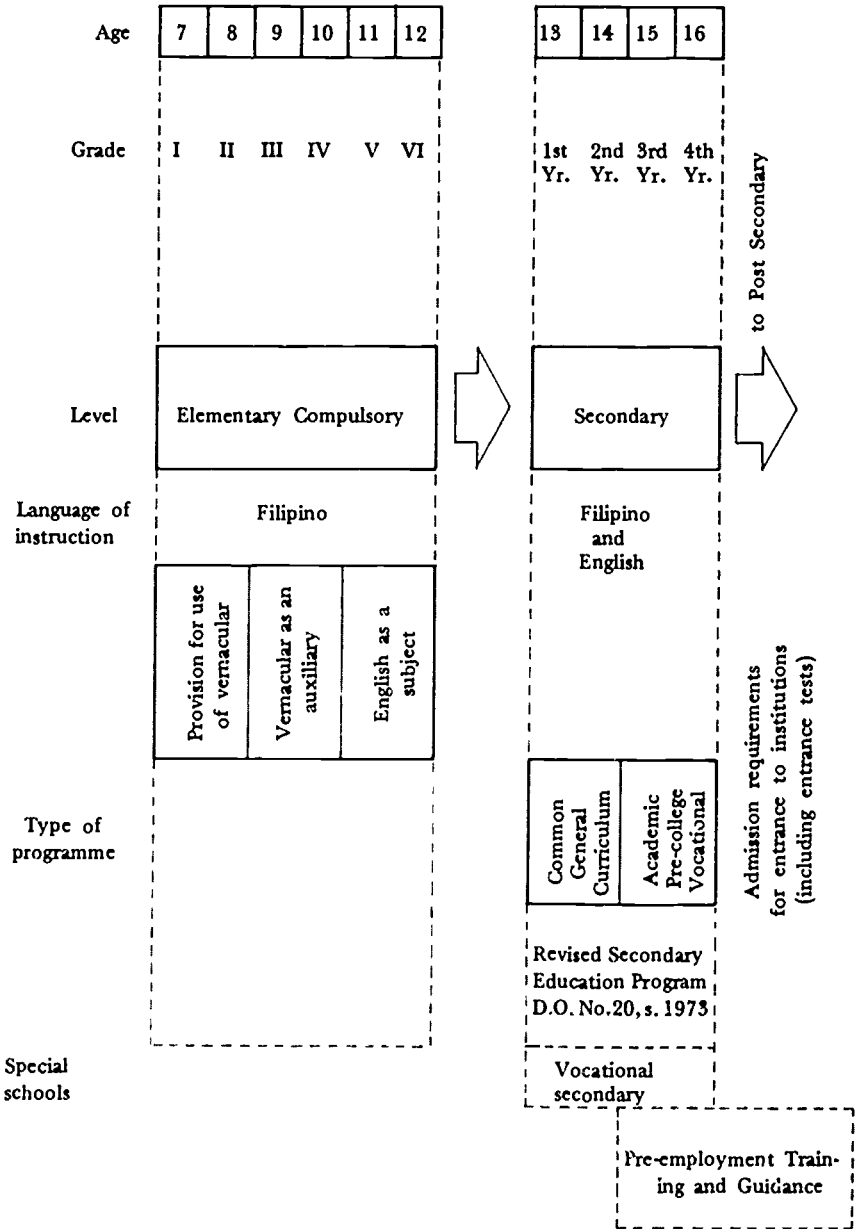 Age 7 8 9 10 11 12 13 14 15 16
Grade I II III IV V VI 1st 2nd 3rd 4th
Yr. Yr. Yr. Yr.
to Post Secondary
Level Elementary Compulsory Secondary
Language of
instruction
Filipino
Filipino
and
English
Provision for use
of vernacular
Vernacular as an
auxiliary
English as a
subject
Type of
programme
Common
General
Curriculum
Academic
Pre-college
Vocational
Admission requirements
for entrance to institutions
(including entrance tests)
Revised Secondary
Education Program
D.O. No.20, s. 1973
Special
schools
Vocational
secondary
Pre-employment Train-
ing and Guidance